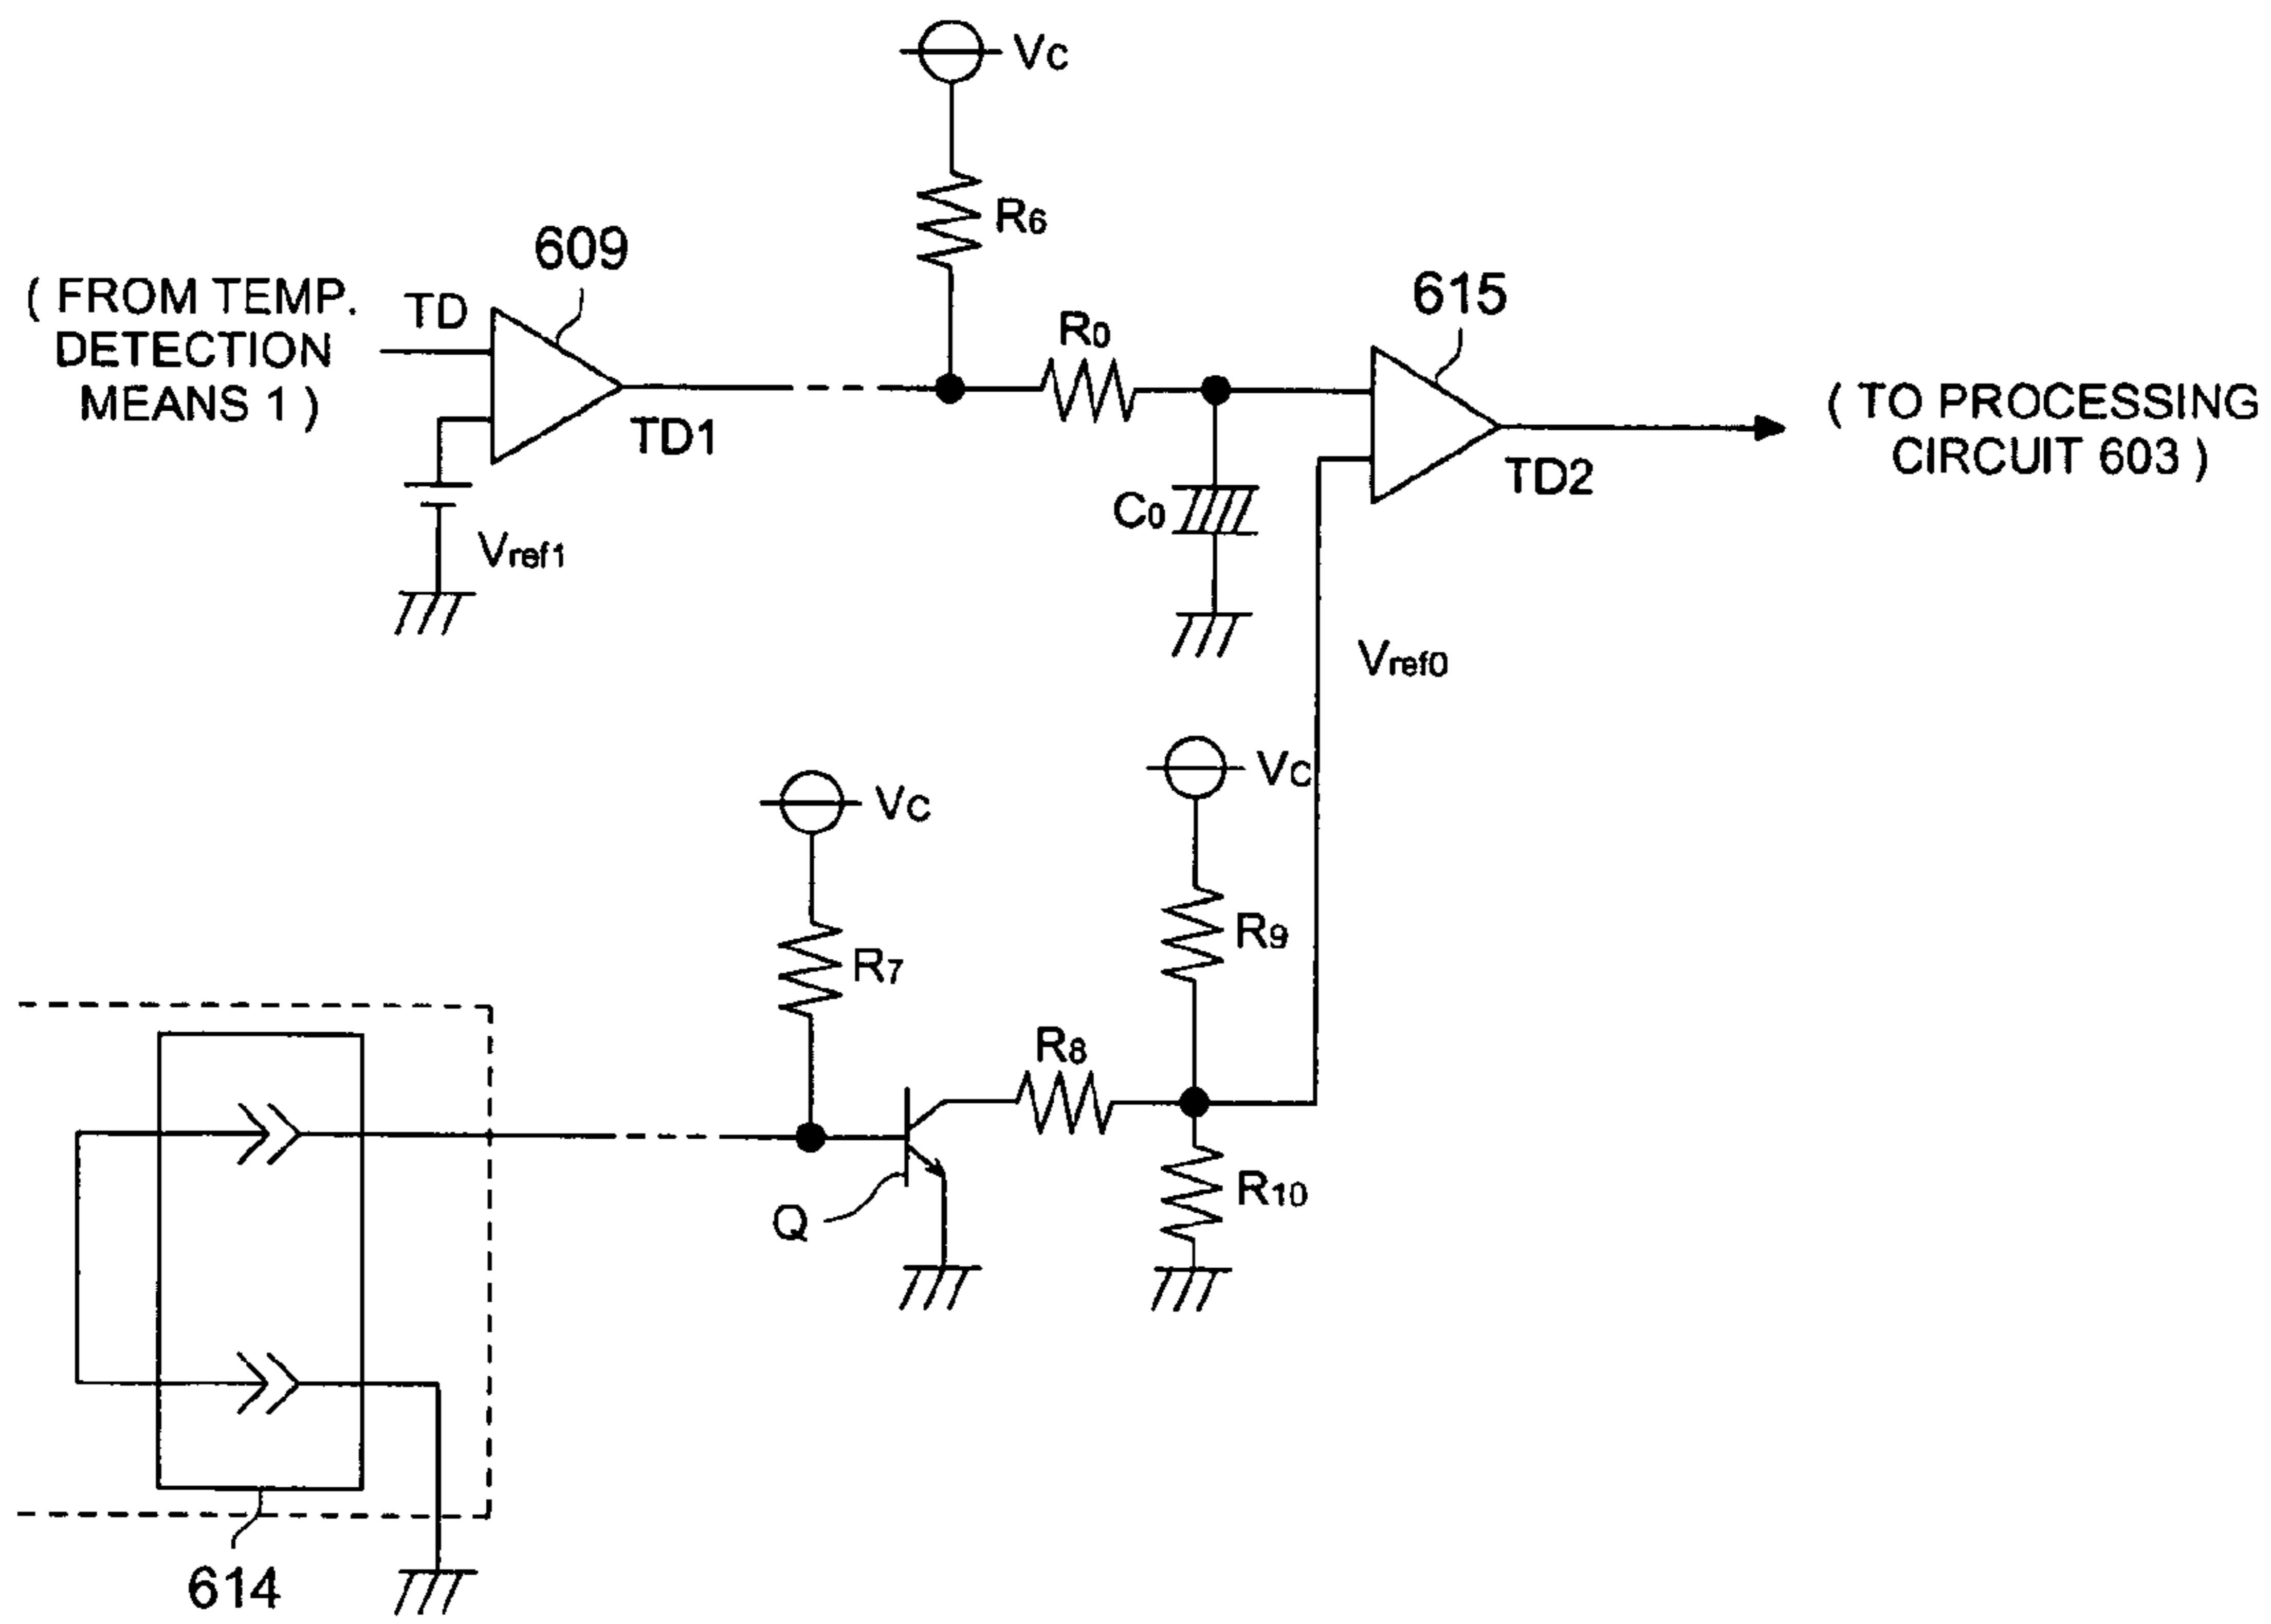 VC
R6
609
( FROM TEMP.
DETECTION
MEANS 1 )
TD
TD1
Vref1
R0
C0
615
TD2
( TO PROCESSING
CIRCUIT 603 )
Vref0
VC
VC
R7
R9
R8
R10
Q
614